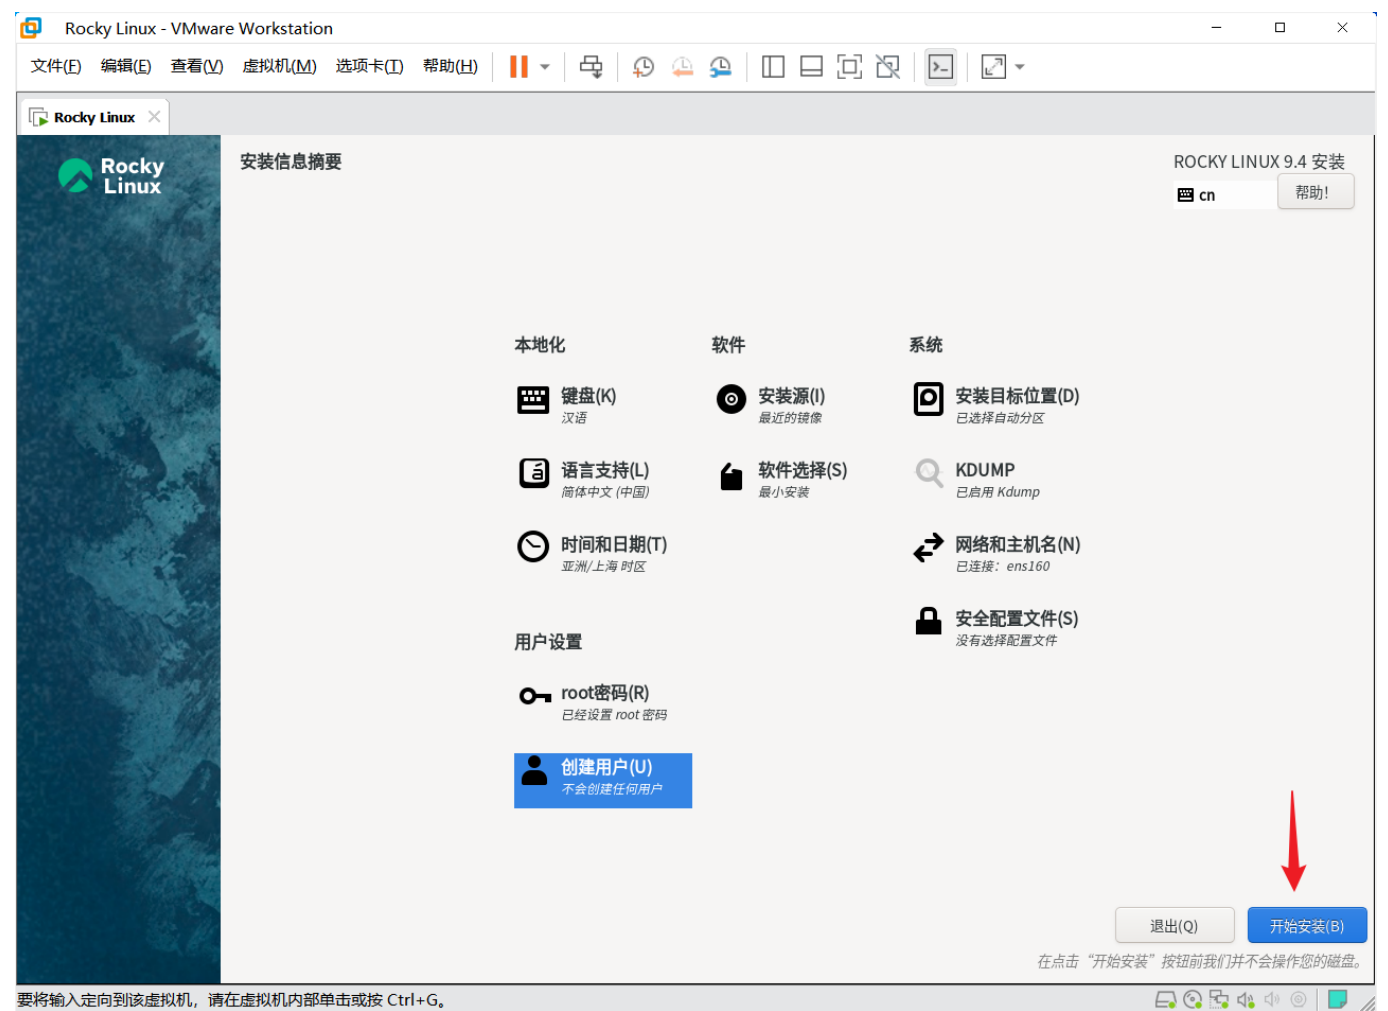 Rocky Linux - VMware Workstation
文件(F) 编辑(E) 查看(V) 虚拟机(M) 选项卡(T) 帮助(H)
Rocky Linux
Rocky
Linux
安装信息摘要
ROCKY LINUX 9.4 安装
cn
帮助!
本地化
键盘(K)
汉语
语言支持(L)
简体中文 (中国)
时间和日期(T)
亚洲/上海 时区
软件
安装源(I)
最近的镜像
软件选择(S)
最小安装
系统
安装目标位置(D)
已选择自动分区
KDUMP
已启用 Kdump
网络和主机名(N)
已连接：ens160
安全配置文件(S)
没有选择配置文件
用户设置
root密码(R)
已经设置 root 密码
创建用户(U)
不会创建任何用户
退出(Q)
开始安装(B)
在点击“开始安装”按钮前我们并不会操作您的磁盘。
要将输入定向到该虚拟机，请在虚拟机内部单击或按 Ctrl+G。